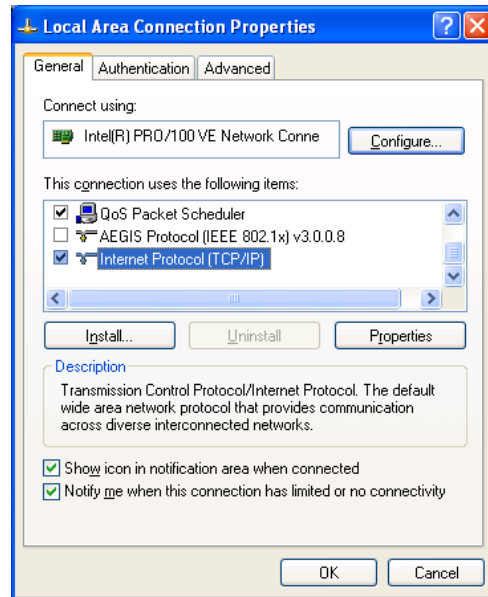 Local Area Connection Properties
General Authentication Advanced
Connect using:
Intel(R) PRO/100 VE Network Conne
Configure...
This connection uses the following items:
QoS Packet Scheduler
AEGIS Protocol (IEEE 802.1x) v3.0.0.8
Internet Protocol (TCP/IP)
Install... Uninstall Properties
Description
Transmission Control Protocol/Internet Protocol. The default
wide area network protocol that provides communication
across diverse interconnected networks.
Show icon in notification area when connected
Notify me when this connection has limited or no connectivity
OK Cancel